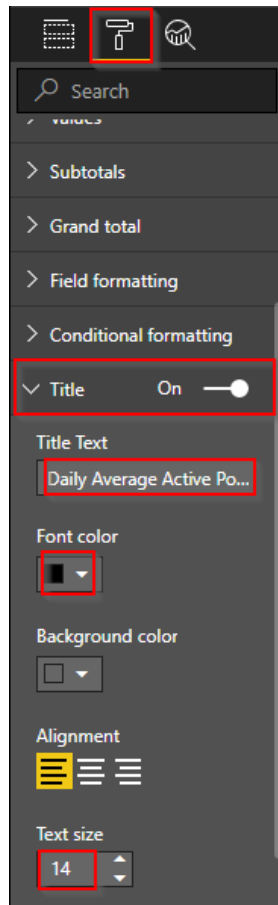 Search
Values
Subtotals
Grand total
Field formatting
Conditional formatting
Title On
Title Text
Daily Average Active Po...
Font color
Background color
Alignment
Text size
14